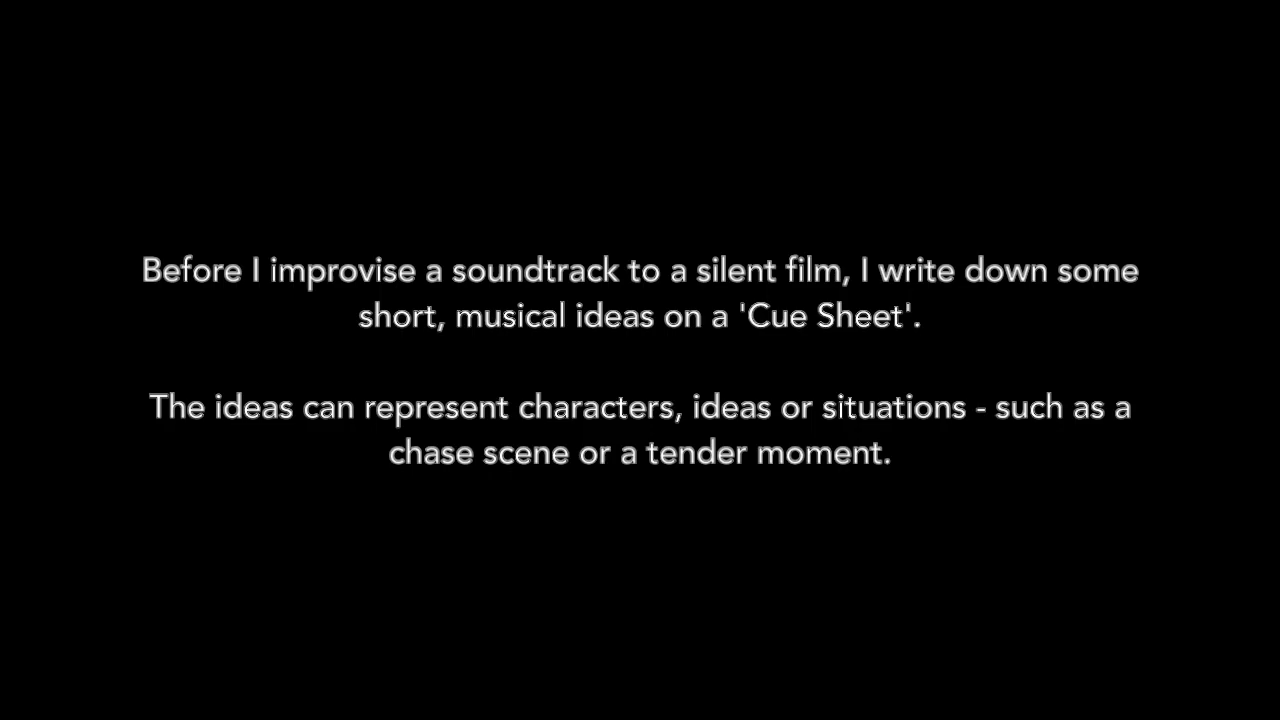 Before I improvise a soundtrack to a silent film, I write down some
short, musical ideas on a 'Cue Sheet'.
The ideas can represent characters, ideas or situations - such as a
chase scene or a tender moment.